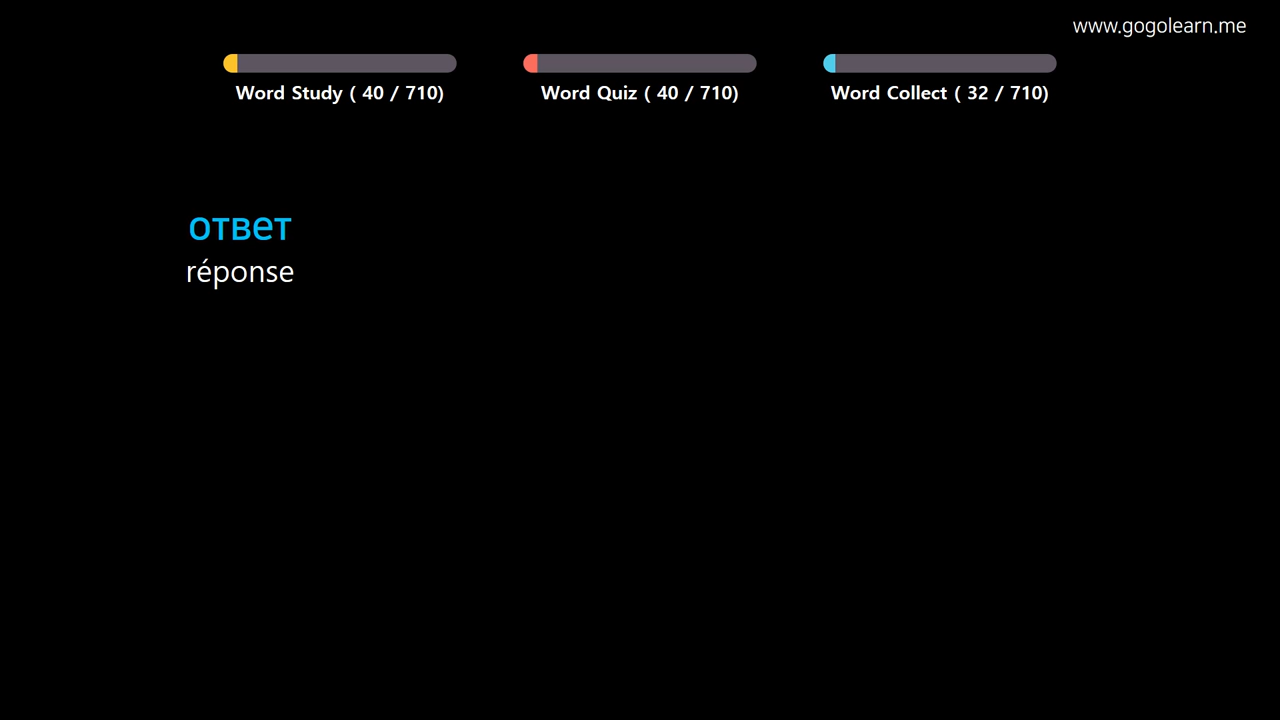 www.gogolearn.me
Word Study ( 40 / 710)
Word Quiz ( 40 / 710)
Word Collect ( 32 / 710)
ответ
réponse